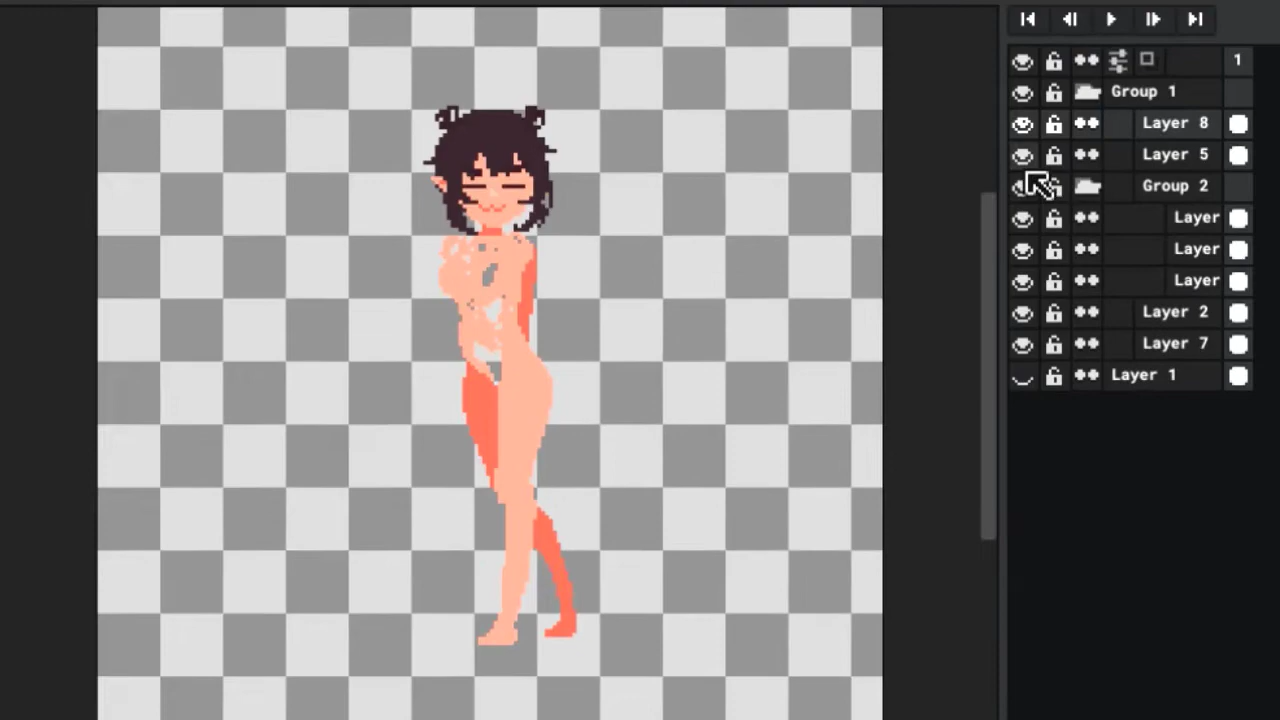 1
Group 1
Layer 8
Layer 5
Group 2
Layer
Layer
Layer
Layer 2
Layer 7
Layer 1